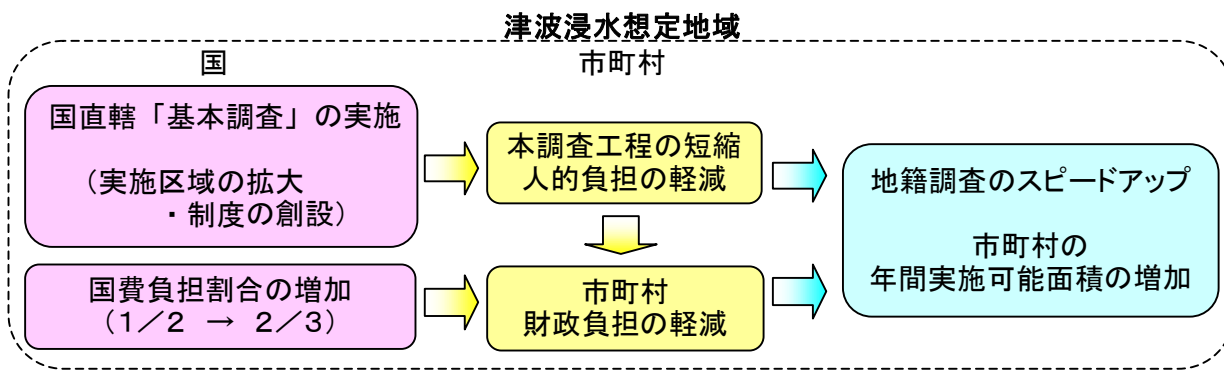 津波浸水想定地域
国
市町村
国直轄「基本調査」の実施
（実施区域の拡大
・制度の創設）
本調査工程の短縮
人的負担の軽減
国費負担割合の増加
（１／２ → ２／３）
市町村
財政負担の軽減
地籍調査のスピードアップ
市町村の
年間実施可能面積の増加